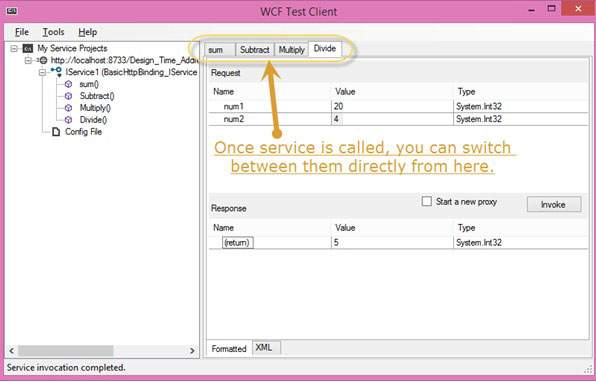 WCF Test Client
File Tools Help
My Service Projects
http://localhost:8733/Design_Time_Addr
IService1 (BasicHttpBinding_IService
sum()
Subtract()
Multiply()
Divide()
Config File
sum Subtract Multiply Divide
Request
Name Value Type
num1 20 System.Int32
num2 4 System.Int32
Once service is called, you can switch
between them directly from here.
Start a new proxy Invoke
Response
Name Value Type
(return) 5 System.Int32
Formatted XML
Service invocation completed.